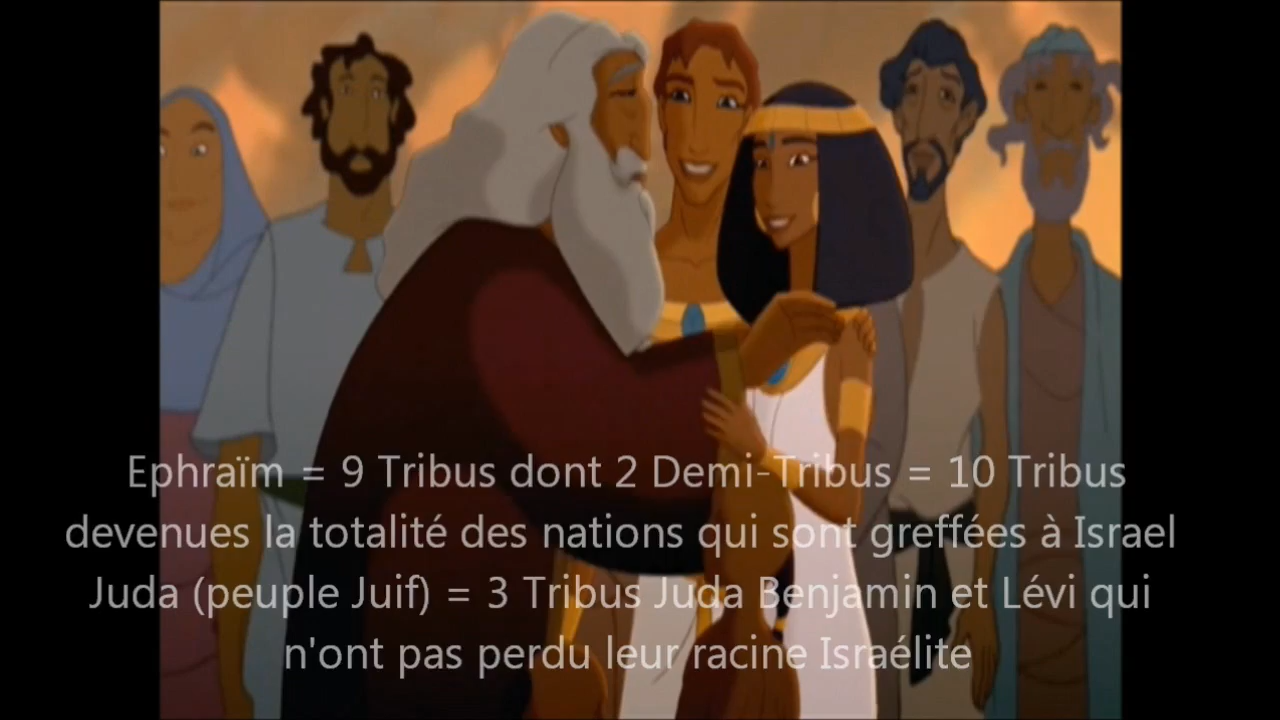 Ephraïm = 9 Tribus dont 2 Demi-Tribus = 10 Tribus
devenues la totalité des nations qui sont greffées à Israel
Juda (peuple Juif) = 3 Tribus Juda Benjamin et Lévi qui
n'ont pas perdu leur racine Israélite